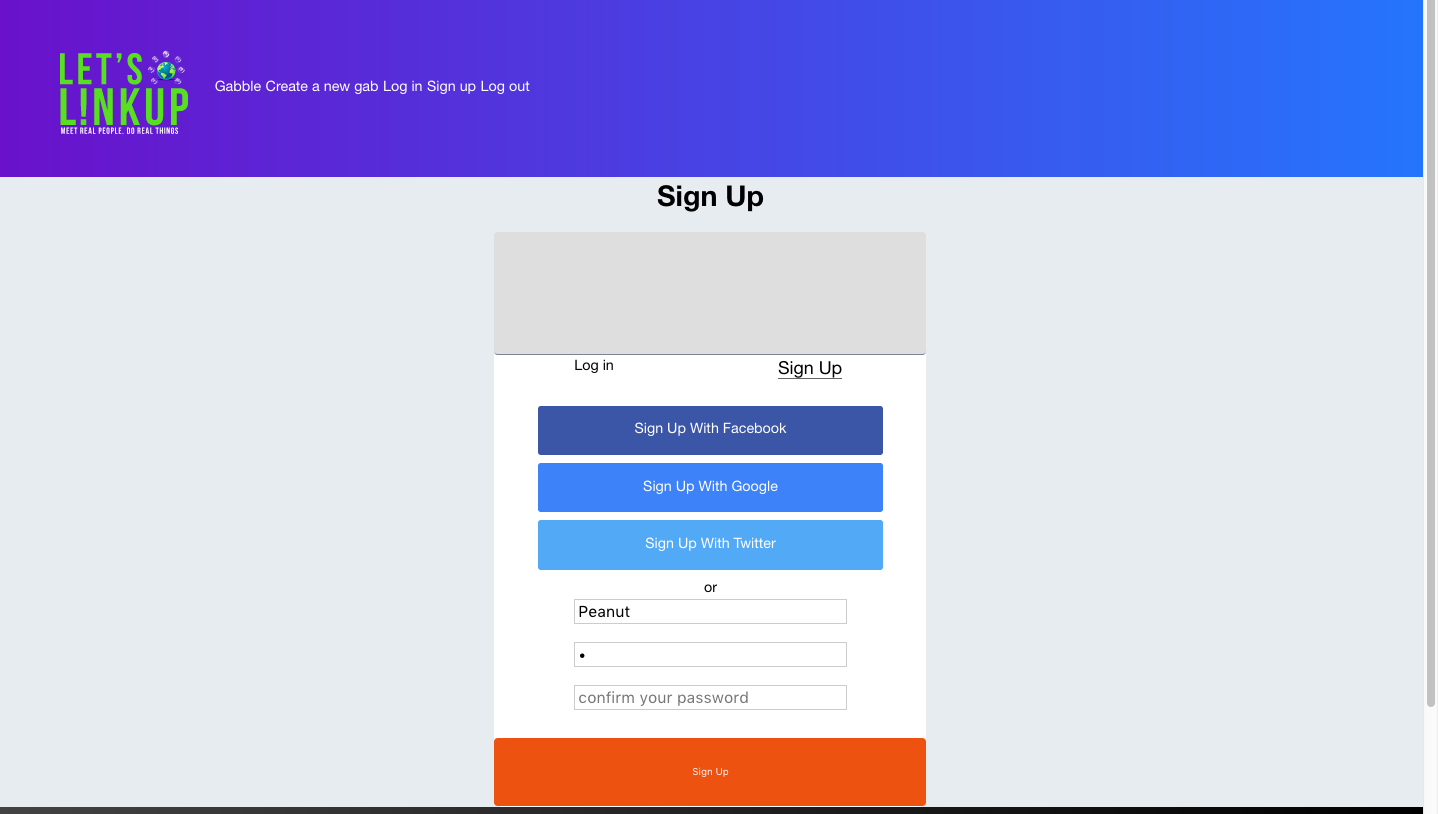 LET'S
L!NKUP
MEET REAL PEOPLE. DO REAL THINGS
Gabble Create a new gab Log in Sign up Log out
Sign Up
Log in
Sign Up
Sign Up With Facebook
Sign Up With Google
Sign Up With Twitter
or
Peanut
•
confirm your password
Sign Up